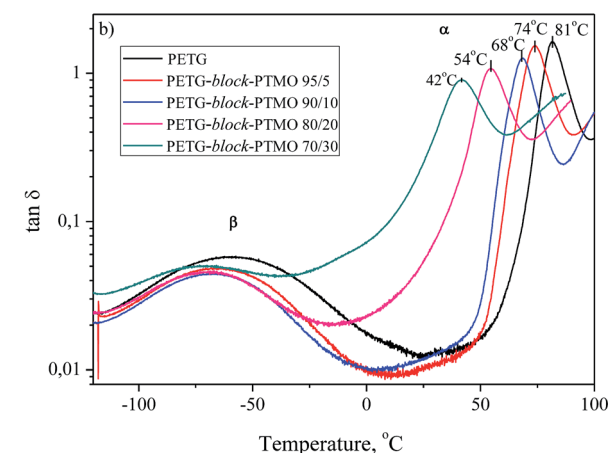 b)
α
74°C
81°C
68°C
54°C
42°C
PETG
PETG-block-PTMO 95/5
PETG-block-PTMO 90/10
PETG-block-PTMO 80/20
PETG-block-PTMO 70/30
β
tan δ
1
0,1
0,01
-100
-50
0
50
100
Temperature, °C